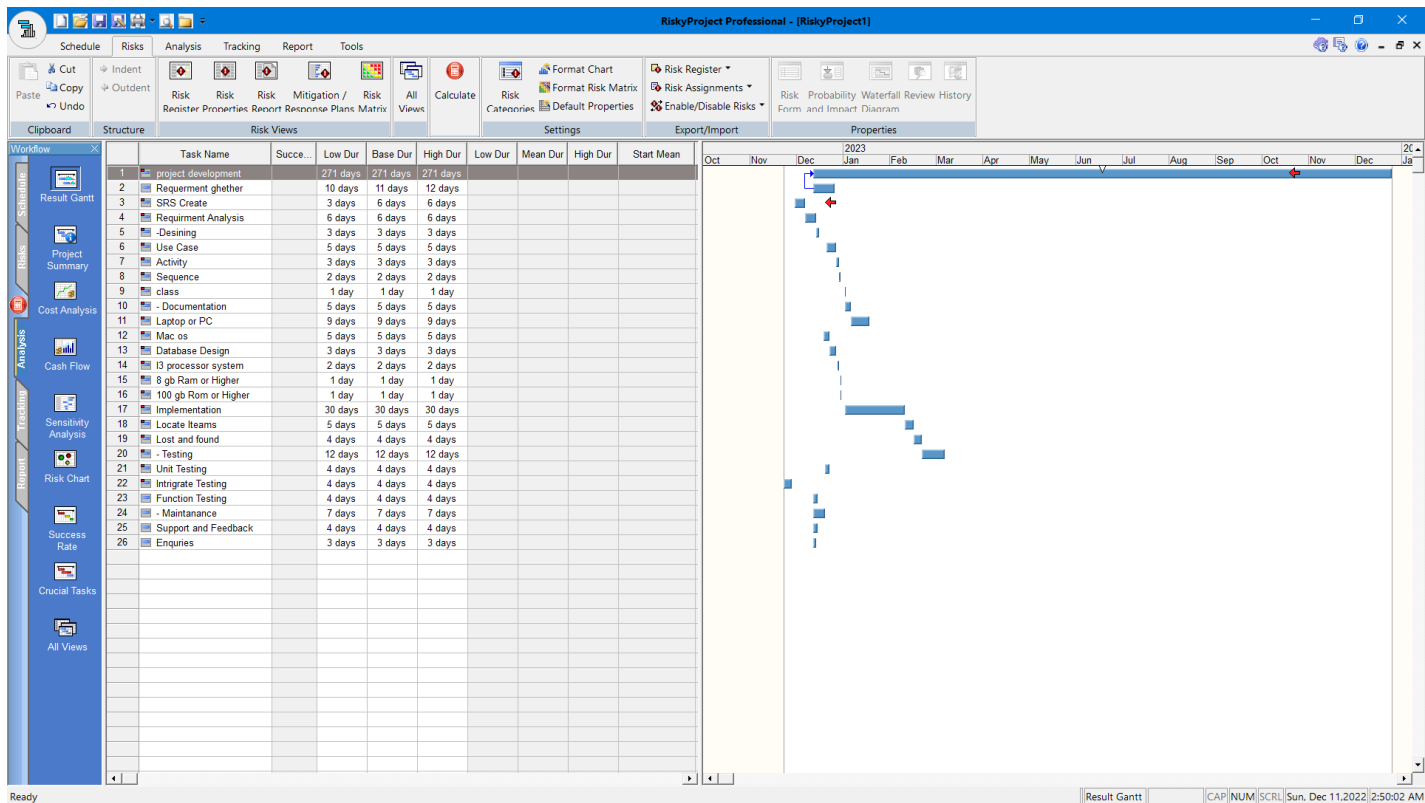 RiskyProject Professional - [RiskyProject1]
Schedule Risks Analysis Tracking Report Tools
Paste
Cut
Copy
Undo
Clipboard
Indent
Outdent
Structure
Risk Register
Risk Properties
Risk Report
Mitigation / Response Plans
Risk Matrix
Risk Views
All Views
Calculate
Risk Categories
Format Chart
Format Risk Matrix
Default Properties
Settings
Risk Register
Risk Assignments
Enable/Disable Risks
Export/Import
Risk Form
Probability and Impact
Waterfall Diagram
Review
History
Properties
Workflow
Schedule
Risks
Analysis
Tracking
Report
Result Gantt
Project Summary
Cost Analysis
Cash Flow
Sensitivity Analysis
Risk Chart
Success Rate
Crucial Tasks
All Views
Task Name Succe... Low Dur Base Dur High Dur Low Dur Mean Dur High Dur Start Mean
1 project development 271 days 271 days 271 days
2 Requerment ghether 10 days 11 days 12 days
3 SRS Create 3 days 6 days 6 days
4 Requirment Analysis 6 days 6 days 6 days
5 -Desining 3 days 3 days 3 days
6 Use Case 5 days 5 days 5 days
7 Activity 3 days 3 days 3 days
8 Sequence 2 days 2 days 2 days
9 class 1 day 1 day 1 day
10 - Documentation 5 days 5 days 5 days
11 Laptop or PC 9 days 9 days 9 days
12 Mac os 5 days 5 days 5 days
13 Database Design 3 days 3 days 3 days
14 I3 processor system 2 days 2 days 2 days
15 8 gb Ram or Higher 1 day 1 day 1 day
16 100 gb Rom or Higher 1 day 1 day 1 day
17 Implementation 30 days 30 days 30 days
18 Locate Iteams 5 days 5 days 5 days
19 Lost and found 4 days 4 days 4 days
20 - Testing 12 days 12 days 12 days
21 Unit Testing 4 days 4 days 4 days
22 Intrigrate Testing 4 days 4 days 4 days
23 Function Testing 4 days 4 days 4 days
24 - Maintanance 7 days 7 days 7 days
25 Support and Feedback 4 days 4 days 4 days
26 Enquries 3 days 3 days 3 days
2023
Oct Nov Dec Jan Feb Mar Apr May Jun Jul Aug Sep Oct Nov Dec
Ready
Result Gantt CAP NUM SCRL Sun, Dec 11,2022 2:50:02 AM